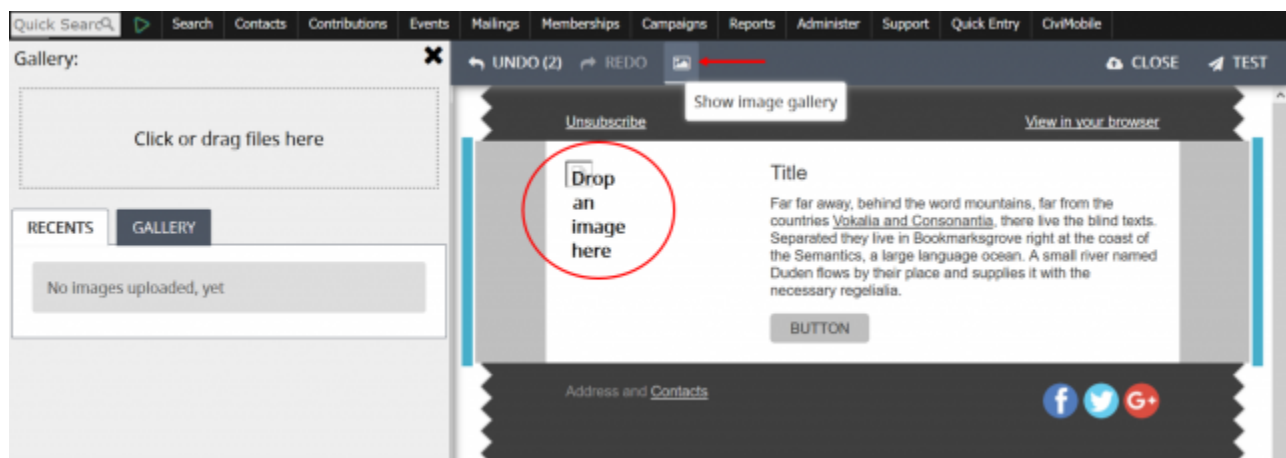 Quick Searc Search Contacts Contributions Events Mailings Memberships Campaigns Reports Administer Support Quick Entry CiviMobile
Gallery:
Click or drag files here
RECENTS GALLERY
No images uploaded, yet
UNDO (2) REDO CLOSE TEST
Show image gallery
Unsubscribe View in your browser
Drop
an
image
here
Title
Far far away, behind the word mountains, far from the
countries Vokalia and Consonantia, there live the blind texts.
Separated they live in Bookmarksgrove right at the coast of
the Semantics, a large language ocean. A small river named
Duden flows by their place and supplies it with the
necessary regelialia.
BUTTON
Address and Contacts
f G+